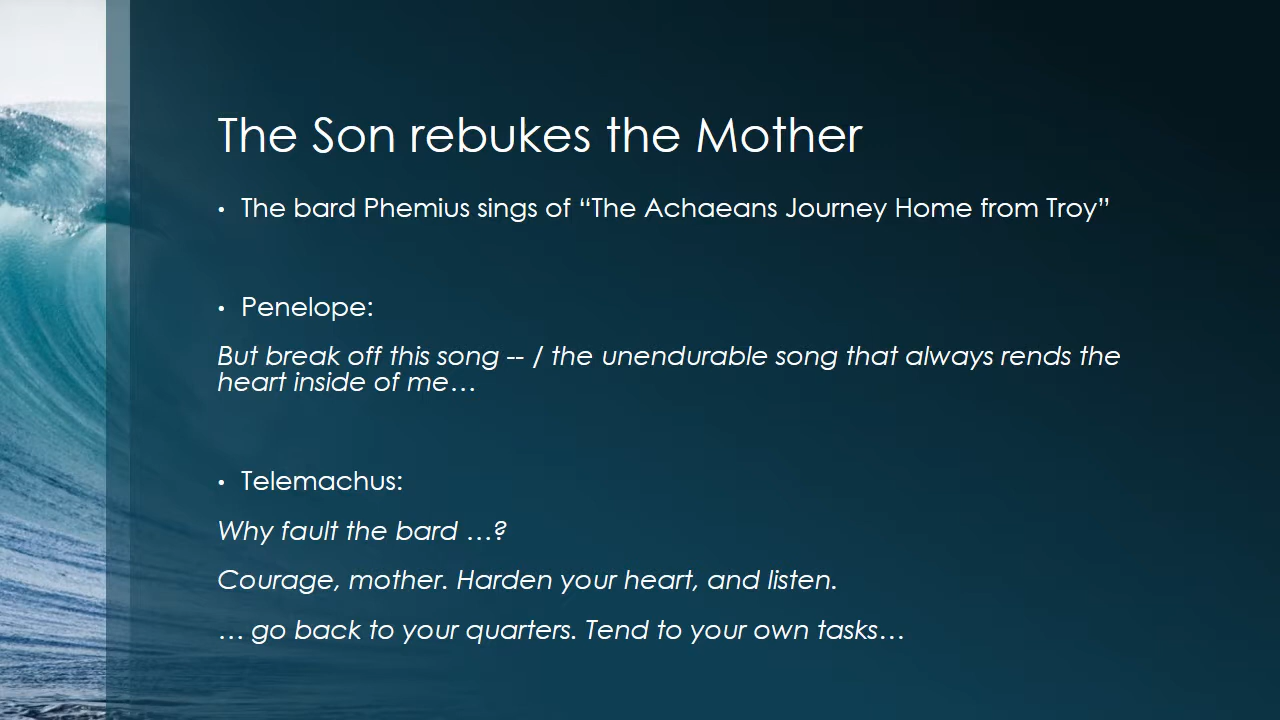 The Son rebukes the Mother
• The bard Phemius sings of “The Achaeans Journey Home from Troy”
• Penelope:
But break off this song -- / the unendurable song that always rends the
heart inside of me…
• Telemachus:
Why fault the bard …?
Courage, mother. Harden your heart, and listen.
… go back to your quarters. Tend to your own tasks…